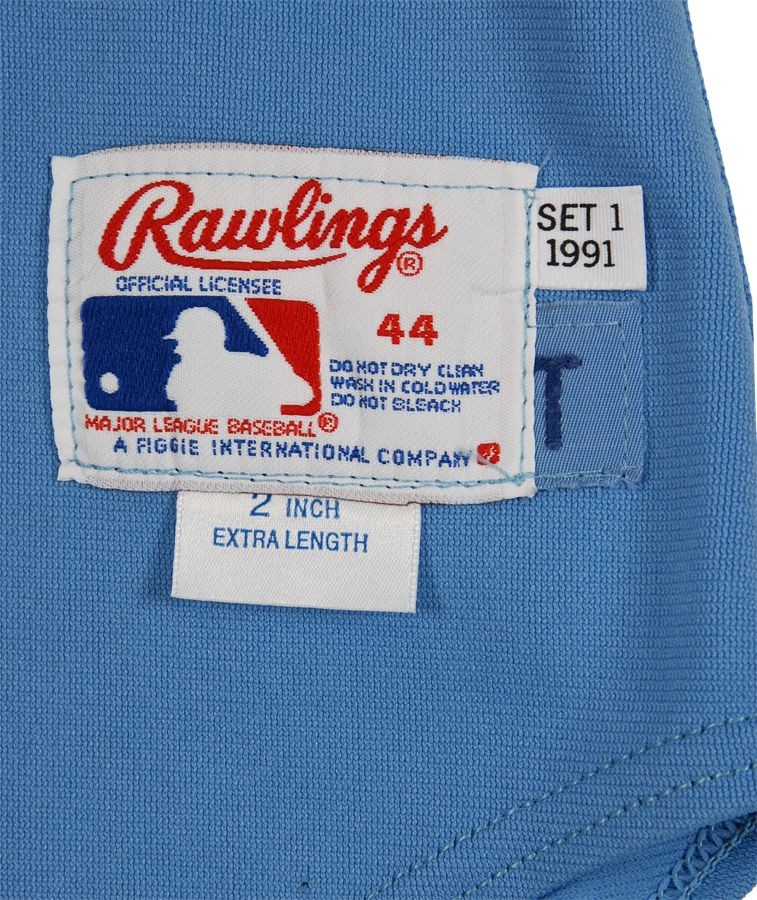 Rawlings®
OFFICIAL LICENSEE
44
DO NOT DRY CLEAN
WASH IN COLD WATER
DO NOT BLEACH
MAJOR LEAGUE BASEBALL®
A FIGGIE INTERNATIONAL COMPANY
SET 1
1991
T
2 INCH
EXTRA LENGTH